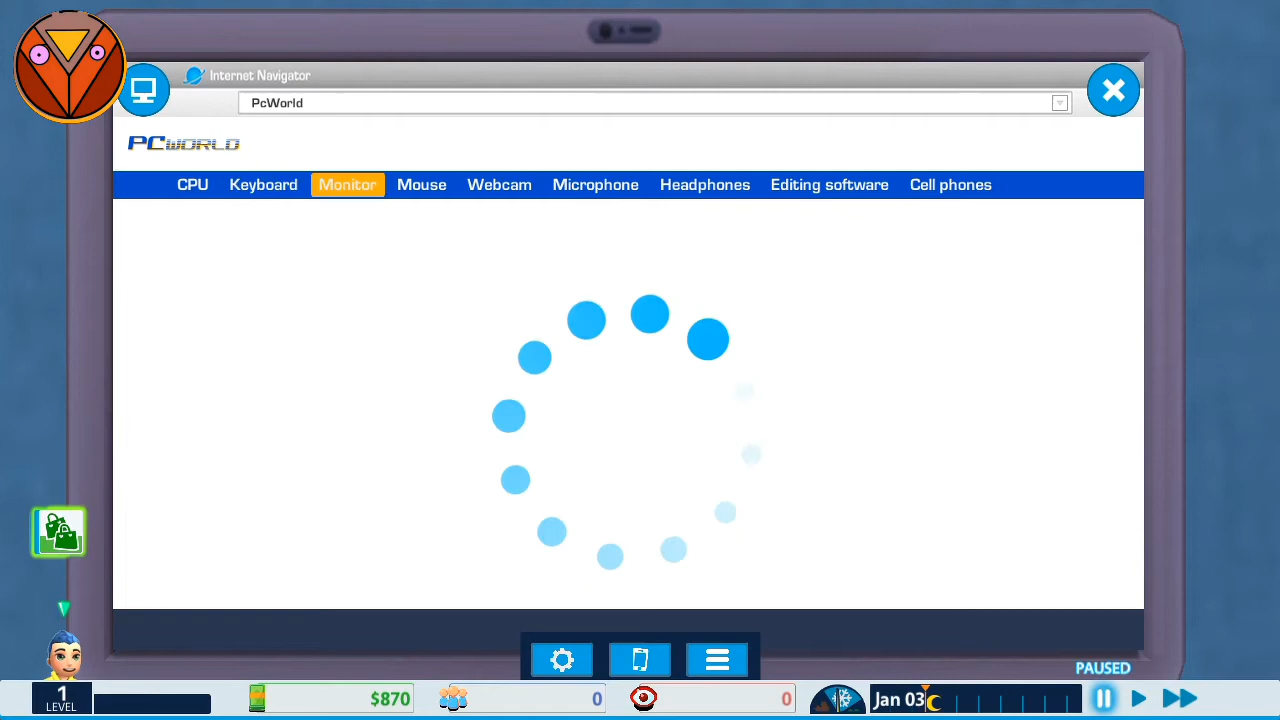 Internet Navigator
PcWorld
PCWORLD
CPU Keyboard Monitor Mouse Webcam Microphone Headphones Editing software Cell phones
PAUSED
1
LEVEL
$870
0
0
Jan 03